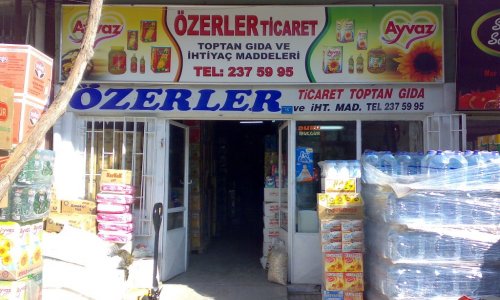 Ayvaz
ÖZERLER TİCARET
TOPTAN GIDA VE
İHTİYAÇ MADDELERİ
TEL: 237 59 95
Ayvaz
ÖZERLER
TİCARET TOPTAN GIDA
ve İHT. MAD. TEL 237 59 95
Ayvaz